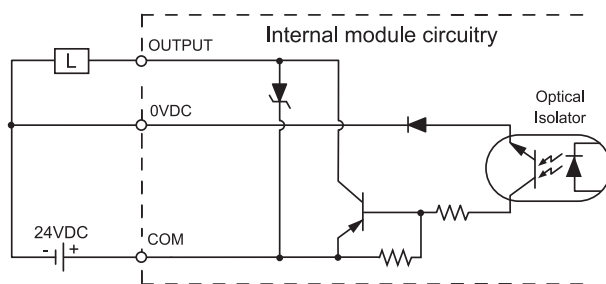 Internal module circuitry
OUTPUT
L
0VDC
Optical
Isolator
24VDC
- +
COM